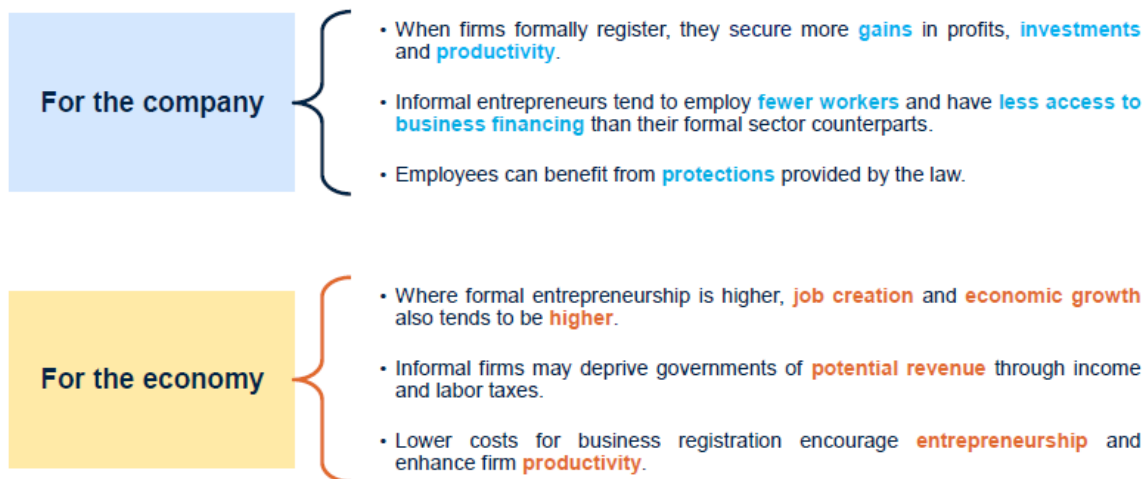 For the company
• When firms formally register, they secure more gains in profits, investments
and productivity.
• Informal entrepreneurs tend to employ fewer workers and have less access to
business financing than their formal sector counterparts.
• Employees can benefit from protections provided by the law.
For the economy
• Where formal entrepreneurship is higher, job creation and economic growth
also tends to be higher.
• Informal firms may deprive governments of potential revenue through income
and labor taxes.
• Lower costs for business registration encourage entrepreneurship and
enhance firm productivity.